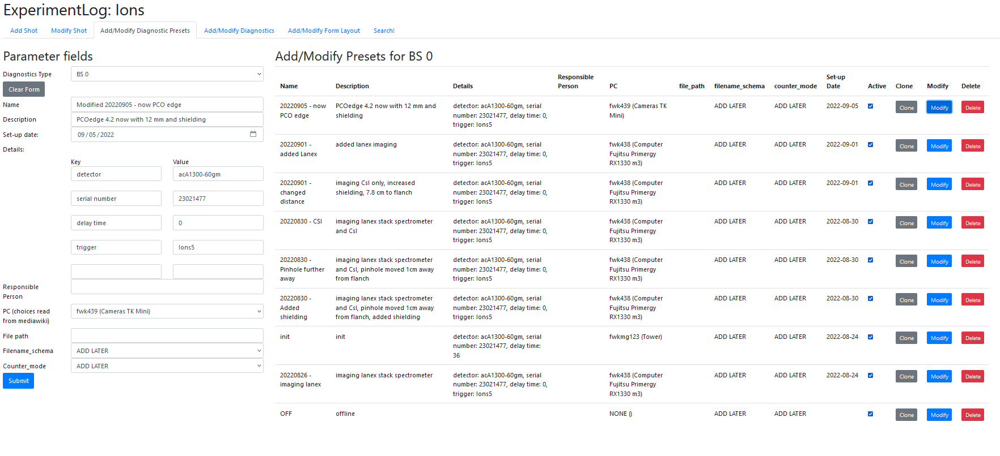 ExperimentLog: Ions
Add Shot Modify Shot Add/Modify Diagnostic Presets Add/Modify Diagnostics Add/Modify Form Layout Search!
Parameter fields
Diagnostics Type BS 0
Clear Form
Name Modified 20220905 - now PCO edge
Description PCOedge 4.2 now with 12 mm and shielding
Set-up date: 09/05/2022
Details:
Key Value
detector acA1300-60gm
serial number 23021477
delay time 0
trigger Ions5
Responsible
Person
PC (choices read fwk439 (Cameras TK Mini)
from mediawiki)
File path
Filename_schema ADD LATER
Counter_mode ADD LATER
Submit
Add/Modify Presets for BS 0
Responsible Set-up
Name Description Details Person PC file_path filename_schema counter_mode Date Active Clone Modify Delete
20220905 - now PCOedge 4.2 now with 12 mm and detector: acA1300-60gm, serial fwk439 (Cameras TK ADD LATER ADD LATER 2022-09-05 Clone Modify Delete
PCO edge shielding number: 23021477, delay time: 0, Mini)
trigger: Ions5
20220901 - added lanex imaging detector: acA1300-60gm, serial fwk438 (Computer ADD LATER ADD LATER 2022-09-01 Clone Modify Delete
added Lanex number: 23021477, delay time: 0, Fujitsu Primergy
trigger: Ions5 RX1330 m3)
20220901 - imaging CsI only, increased detector: acA1300-60gm, serial fwk438 (Computer ADD LATER ADD LATER 2022-09-01 Clone Modify Delete
changed shielding, 7.8 cm to flanch number: 23021477, delay time: 0, Fujitsu Primergy
distance trigger: Ions5 RX1330 m3)
20220830 - CSI imaging lanex stack spectrometer detector: acA1300-60gm, serial fwk438 (Computer ADD LATER ADD LATER 2022-08-30 Clone Modify Delete
and CsI number: 23021477, delay time: 0, Fujitsu Primergy
trigger: Ions5 RX1330 m3)
20220830 - imaging lanex stack spectrometer detector: acA1300-60gm, serial fwk438 (Computer ADD LATER ADD LATER 2022-08-30 Clone Modify Delete
Pinhole further and CsI, pinhole moved 1cm away number: 23021477, delay time: 0, Fujitsu Primergy
away from flanch trigger: Ions5 RX1330 m3)
20220830 - imaging lanex stack spectrometer detector: acA1300-60gm, serial fwk438 (Computer ADD LATER ADD LATER 2022-08-30 Clone Modify Delete
Added and CsI, pinhole moved 1cm away number: 23021477, delay time: 0, Fujitsu Primergy
shielding from flanch, added shielding trigger: Ions5 RX1330 m3)
init init detector: acA1300-60gm, serial fwkmg123 (Tower) ADD LATER ADD LATER 2022-08-24 Clone Modify Delete
number: 23021477, delay time:
36
20220826 - imaging lanex stack spectrometer detector: acA1300-60gm, serial fwk438 (Computer ADD LATER ADD LATER 2022-08-24 Clone Modify Delete
imaging lanex number: 23021477, delay time: 0, Fujitsu Primergy
trigger: Ions5 RX1330 m3)
OFF offline NONE () ADD LATER ADD LATER Clone Modify Delete